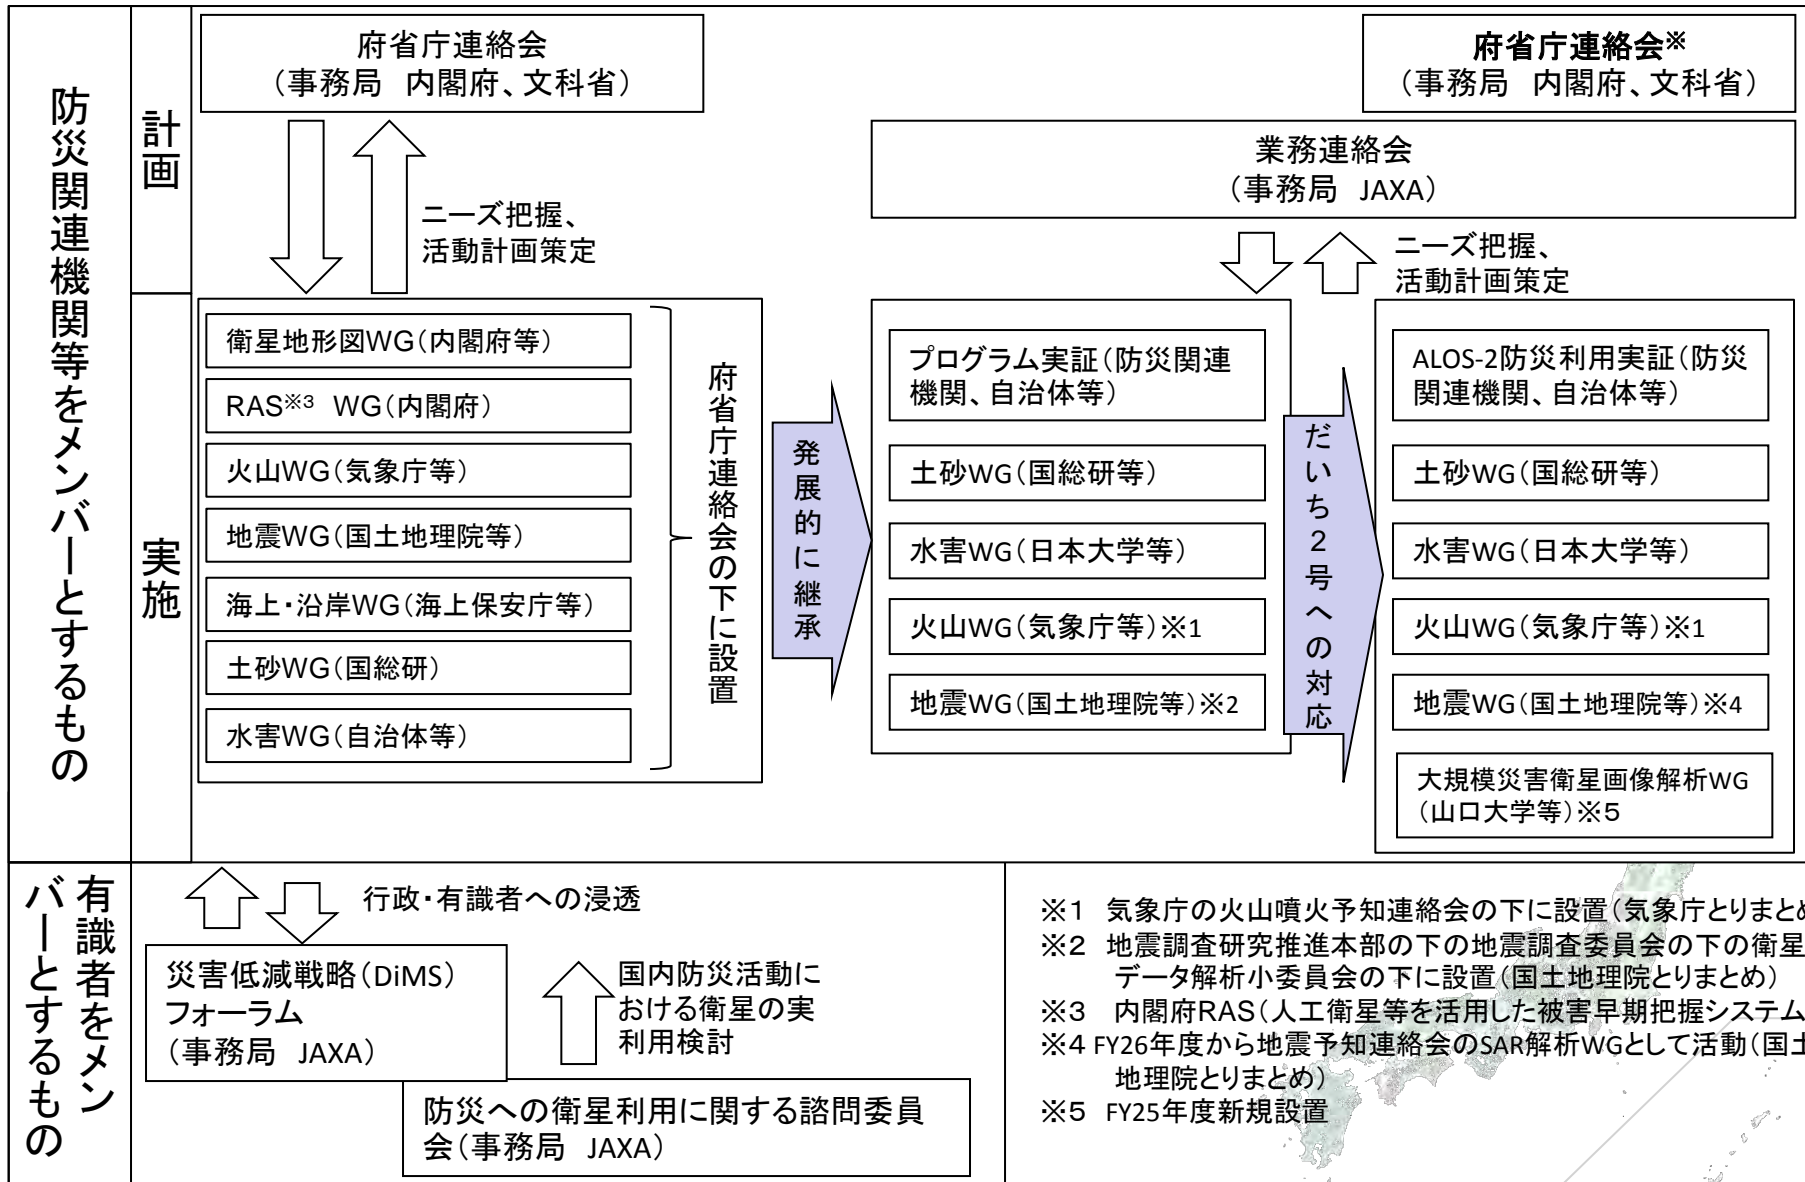 防災関連機関等をメンバーとするもの
計画
府省庁連絡会
(事務局　内閣府、文科省)
ニーズ把握、
活動計画策定
府省庁連絡会※
(事務局　内閣府、文科省)
業務連絡会
(事務局　JAXA)
ニーズ把握、
活動計画策定
実施
衛星地形図WG(内閣府等)
RAS※3　WG(内閣府)
火山WG(気象庁等)
地震WG(国土地理院等)
海上・沿岸WG(海上保安庁等)
土砂WG(国総研)
水害WG(自治体等)
府省庁連絡会の下に設置
発展的に継承
プログラム実証(防災関連
機関、自治体等)
土砂WG(国総研等)
水害WG(日本大学等)
火山WG(気象庁等)※1
地震WG(国土地理院等)※2
だいち2号への対応
ALOS-2防災利用実証(防災
関連機関、自治体等)
土砂WG(国総研等)
水害WG(日本大学等)
火山WG(気象庁等)※1
地震WG(国土地理院等)※4
大規模災害衛星画像解析WG
(山口大学等)※5
有識者をメン
バーとするもの
行政・有識者への浸透
災害低減戦略(DiMS)
フォーラム
(事務局　JAXA)
国内防災活動に
おける衛星の実
利用検討
防災への衛星利用に関する諮問委員
会(事務局　JAXA)
※1　気象庁の火山噴火予知連絡会の下に設置(気象庁とりまとめ
※2　地震調査研究推進本部の下の地震調査委員会の下の衛星
データ解析小委員会の下に設置(国土地理院とりまとめ)
※3　内閣府RAS(人工衛星等を活用した被害早期把握システム
※4 FY26年度から地震予知連絡会のSAR解析WGとして活動(国土
地理院とりまとめ)
※5　FY25年度新規設置